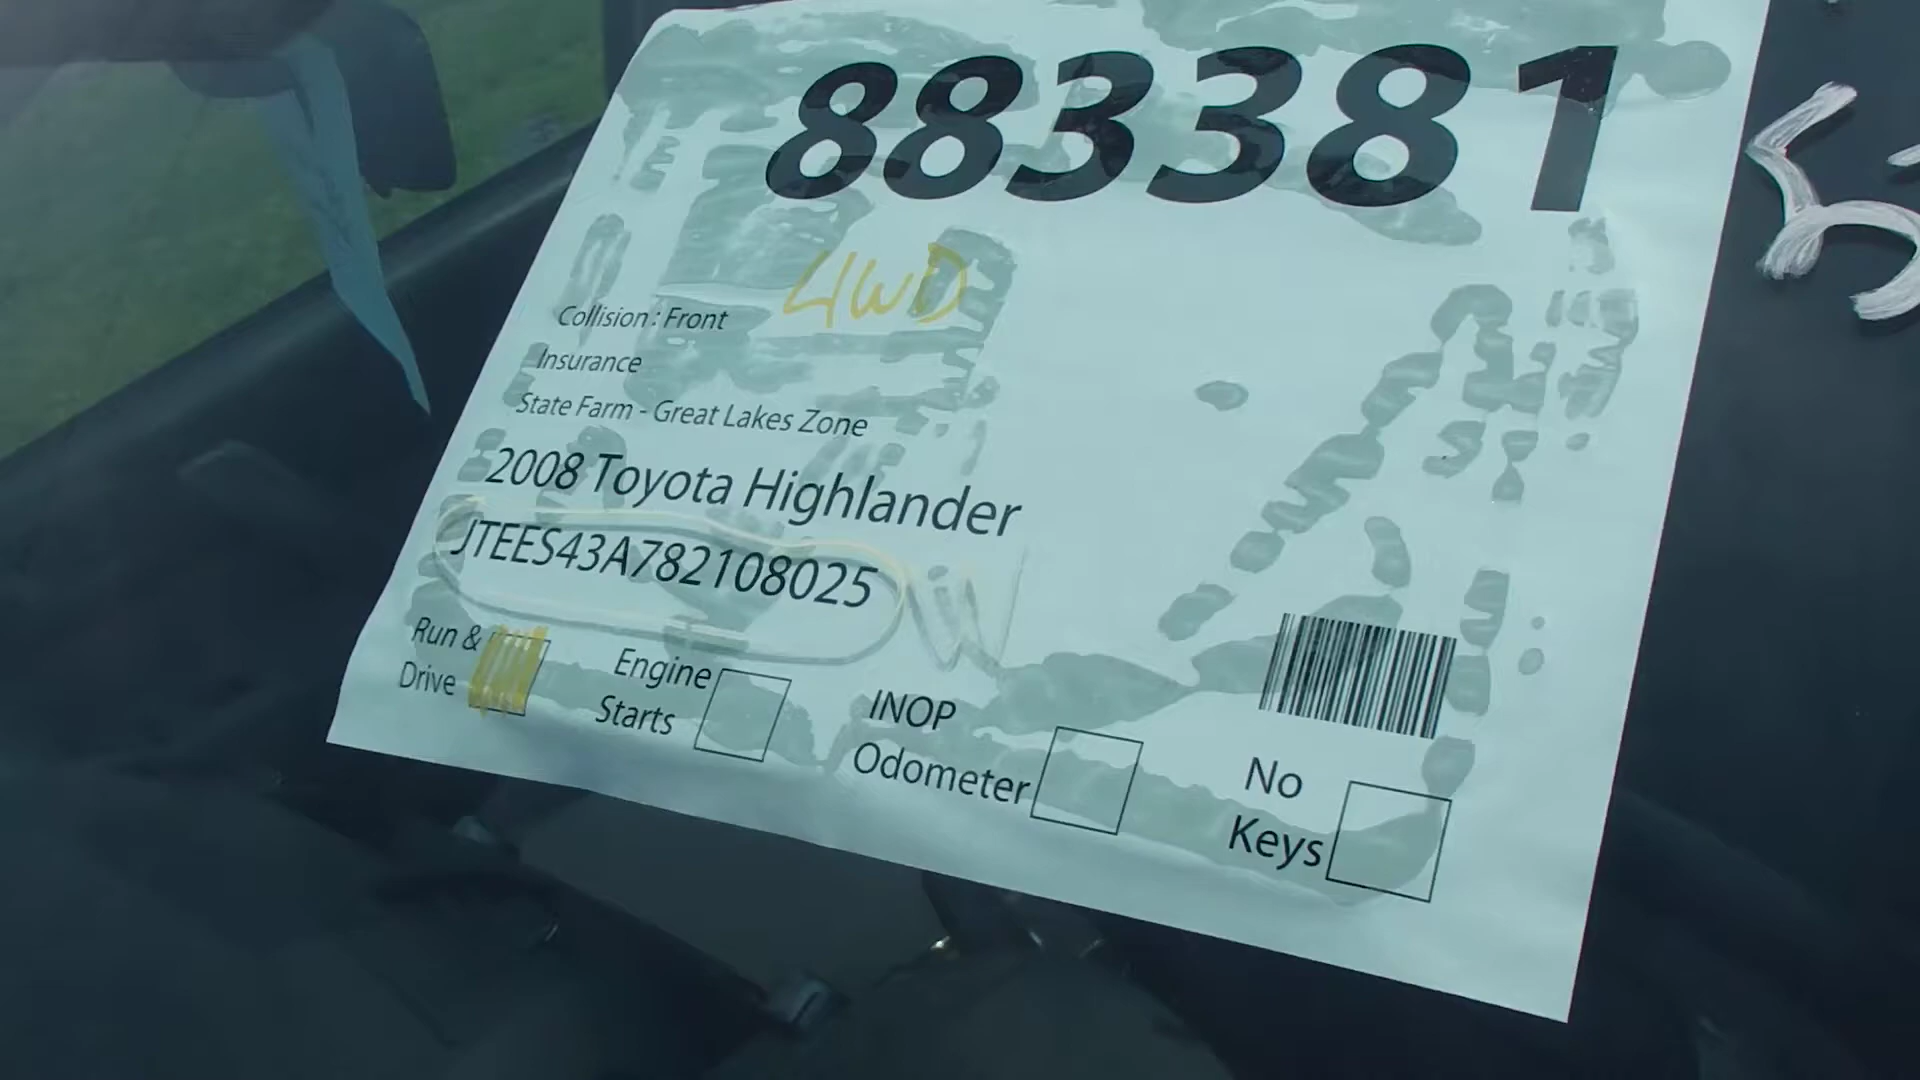 883381
4WD
Collision : Front
Insurance
State Farm - Great Lakes Zone
2008 Toyota Highlander
JTEES43A782108025
Run &
Drive
Engine
Starts
INOP
Odometer
No
Keys